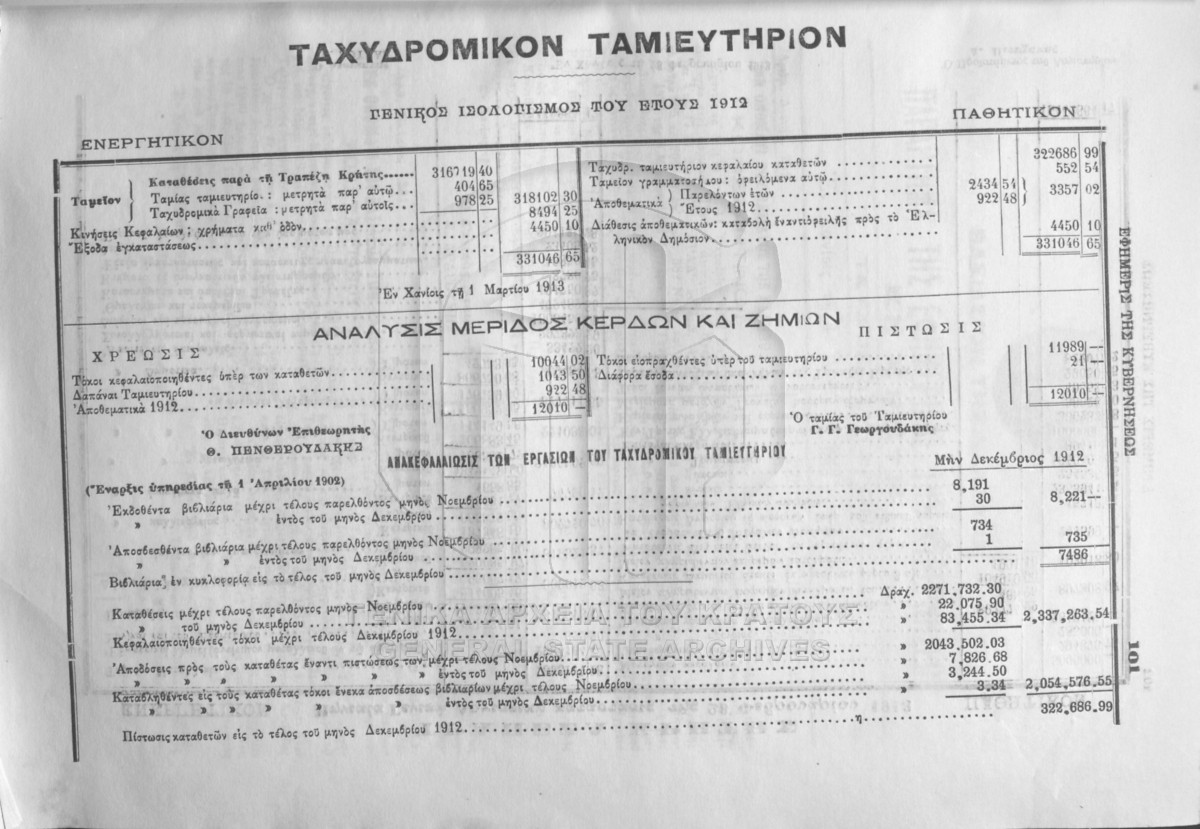 ΤΑΧΥΔΡΟΜΙΚΟΝ ΤΑΜΙΕΥΤΗΡΙΟΝ
ΓΕΝΙΚΟΣ ΙΣΟΛΟΓΙΣΜΟΣ ΤΟΥ ΕΤΟΥΣ 1912
ΕΝΕΡΓΗΤΙΚΟΝ
Ταμεῖον
Καταθέσεις παρὰ τῇ Τραπέζῃ Κρήτης 316719 40
Ταμίας ταμιευτηρίο.: μετρητὰ παρ' αὐτῷ 404 65
Ταχυδρομικὰ Γραφεῖα: μετρητὰ παρ' αὐτοῖς 978 25 318102 30
Κινήσεις Κεφαλαίων: χρήματα καθ' ὁδὸν 8494 25
Ἔξοδα ἐγκαταστάσεως 4450 10
331046 65
ΠΑΘΗΤΙΚΟΝ
Ταχυδρ. ταμιευτήριον κεφαλαίου καταθετῶν 322686 99
Ταμεῖον γραμματοσήμου: ὀφειλόμενα αὐτῷ 552 54
Ἀποθεματικὰ
Παρελθόντων ἐτῶν 2434 54
Ἔτους 1912 922 48 3357 02
Διάθεσις ἀποθεματικῶν: καταβολὴ ἔναντι ὀφειλῆς πρὸς τὸ Ἑλ-
ληνικὸν Δημόσιον 4450 10
331046 65
Ἐν Χανίοις τῇ 1 Μαρτίου 1913
ΑΝΑΛΥΣΙΣ ΜΕΡΙΔΟΣ ΚΕΡΔΩΝ ΚΑΙ ΖΗΜΙΩΝ
ΧΡΕΩΣΙΣ
Τόκοι κεφαλαιοποιηθέντες ὑπὲρ των καταθετῶν 10044 02
Δαπάναι Ταμιευτηρίου 1043 50
Ἀποθεματικὰ 1912 922 48
12010 —
ΠΙΣΤΩΣΙΣ
Τόκοι εἰσπραχθέντες ὑπὲρ τοῦ ταμιευτηρίου 11989 —
Διάφορα ἔσοδα 21 —
12010 —
Ὁ Διευθύνων Ἐπιθεωρητὴς
Θ. ΠΕΝΘΕΡΟΥΔΑΚΗΣ
Ὁ ταμίας τοῦ Ταμιευτηρίου
Γ. Γ. Γεωργουδάκης
ΑΝΑΚΕΦΑΛΑΙΩΣΙΣ ΤΩΝ ΕΡΓΑΣΙΩΝ ΤΟΥ ΤΑΧΥΔΡΟΜΙΚΟΥ ΤΑΜΙΕΥΤΗΡΙΟΥ
Μὴν Δεκέμβριος 1912
(Ἔναρξις ὑπηρεσίας τῇ 1 Ἀπριλίου 1902)
Ἐκδοθέντα βιβλιάρια μέχρι τέλους παρελθόντος μηνὸς Νοεμβρίου 8,191
» ἐντὸς τοῦ μηνὸς Δεκεμβρίου 30 8,221—
Ἀποσβεσθέντα βιβλιάρια μέχρι τέλους παρελθόντος μηνὸς Νοεμβρίου 734
» » ἐντὸς τοῦ μηνὸς Δεκεμβρίου 1 735
Βιβλιάρια ἐν κυκλοφορίᾳ εἰς τὸ τέλος τοῦ μηνὸς Δεκεμβρίου 7486
Καταθέσεις μέχρι τέλους παρελθόντος μηνὸς Νοεμβρίου Δραχ. 2271,732.30
» τοῦ μηνὸς Δεκεμβρίου » 22,075,90
Κεφαλαιοποιηθέντες τόκοι μέχρι τέλους Δεκεμβρίου 1912 » 83,455.34 2,337,263,54
Ἀποδόσεις πρὸς τοὺς καταθέτας ἔναντι πιστώσεως των μέχρι τέλους Νοεμβρίου » 2043,502,03
» » » » » » ἐντὸς τοῦ μηνὸς Δεκεμβρίου » 7,826.68
Καταβληθέντες εἰς τοὺς καταθέτας τόκοι ἕνεκα ἀποσβέσεως βιβλιαρίων μέχρι τέλους Νοεμβρίου » 3,244.50
» » » » » » ἐντὸς τοῦ μηνὸς Δεκεμβρίου » 3.34 2,054,576,55
Πίστωσις καταθετῶν εἰς τὸ τέλος τοῦ μηνὸς Δεκεμβρίου 1912 322,686.99
ΕΦΗΜΕΡΙΣ ΤΗΣ ΚΥΒΕΡΝΗΣΕΩΣ
101
ΓΕΝΙΚΑ ΑΡΧΕΙΑ ΤΟΥ ΚΡΑΤΟΥΣ
GENERAL STATE ARCHIVES